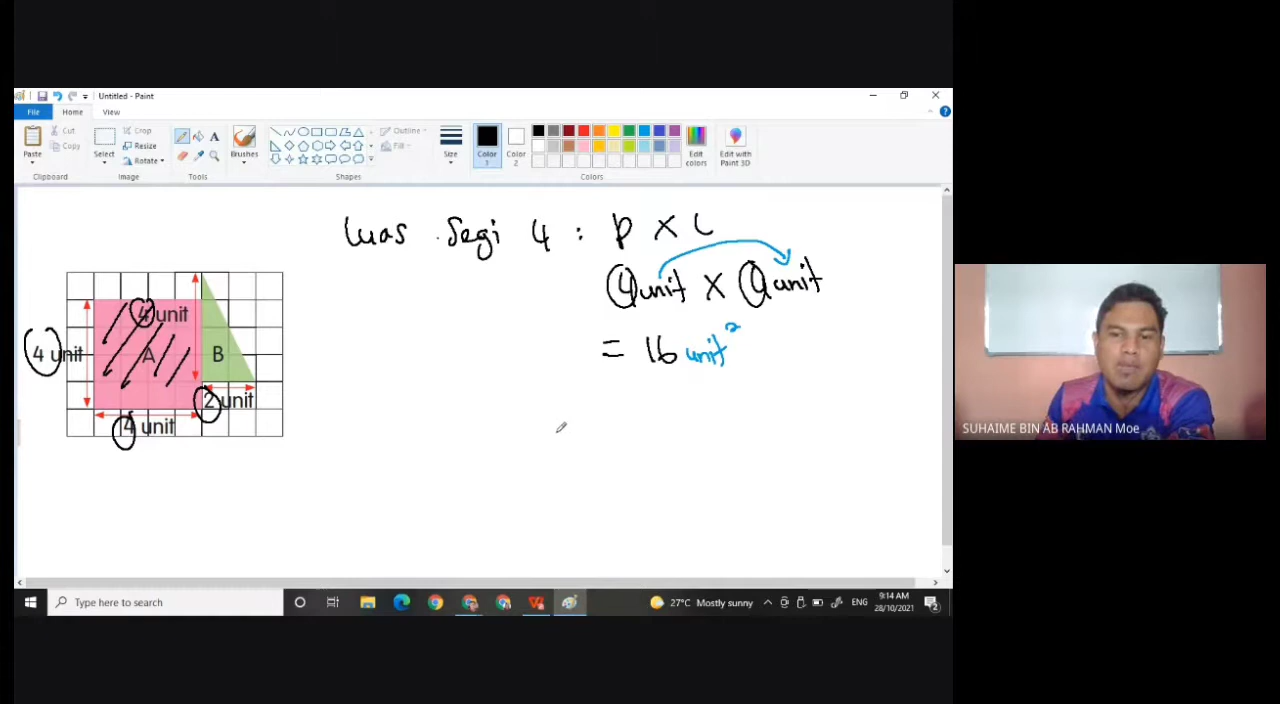 Untitled - Paint
File Home View
Paste
Cut
Copy
Clipboard
Select
Crop
Resize
Rotate
Image
Tools
Brushes
Shapes
Outline
Fill
Size
Color 1
Color 2
Colors
Edit colors
Edit with Paint 3D
Luas Segi 4 : P X L
4 unit X 4 unit
= 16 unit²
4 unit
4 unit
A
B
2 unit
4 unit
SUHAIME BIN AB RAHMAN Moe
Type here to search
27°C Mostly sunny
ENG
9:14 AM
28/10/2021
2